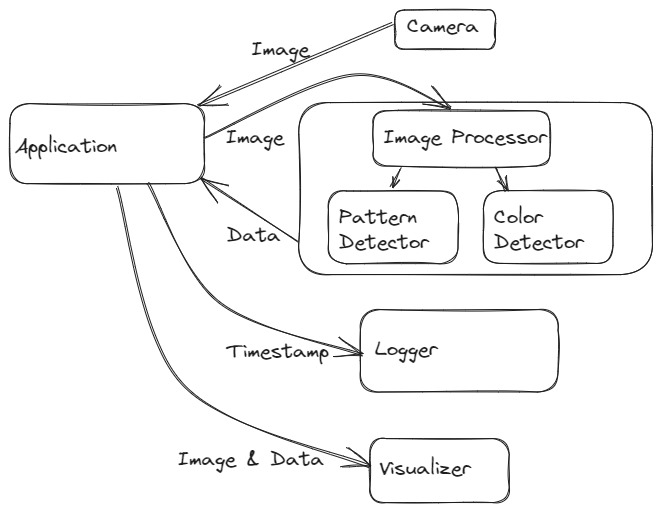 Camera
Image
Application
Image
Image Processor
Pattern
Detector
Color
Detector
Data
Timestamp
Logger
Image & Data
Visualizer